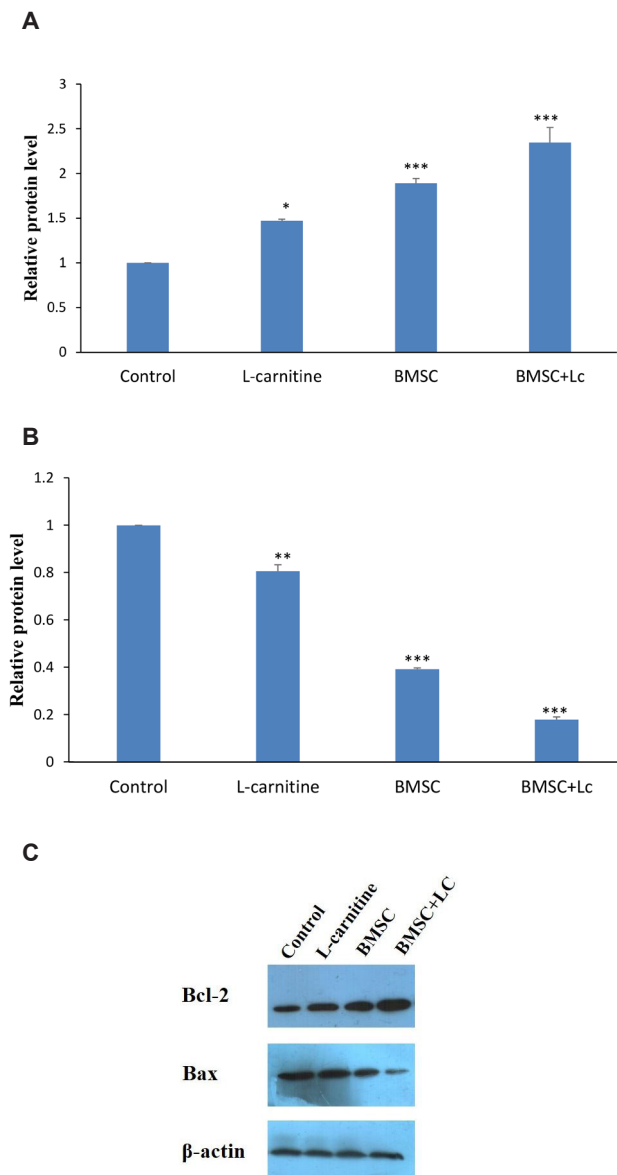 A
Relative protein level
3
2.5
2
1.5
1
0.5
0
*
***
***
Control L-carnitine BMSC BMSC+Lc
B
Relative protein level
1.2
1
0.8
0.6
0.4
0.2
0
**
***
***
Control L-carnitine BMSC BMSC+Lc
C
Control L-carnitine BMSC BMSC+LC
Bcl-2
Bax
β-actin